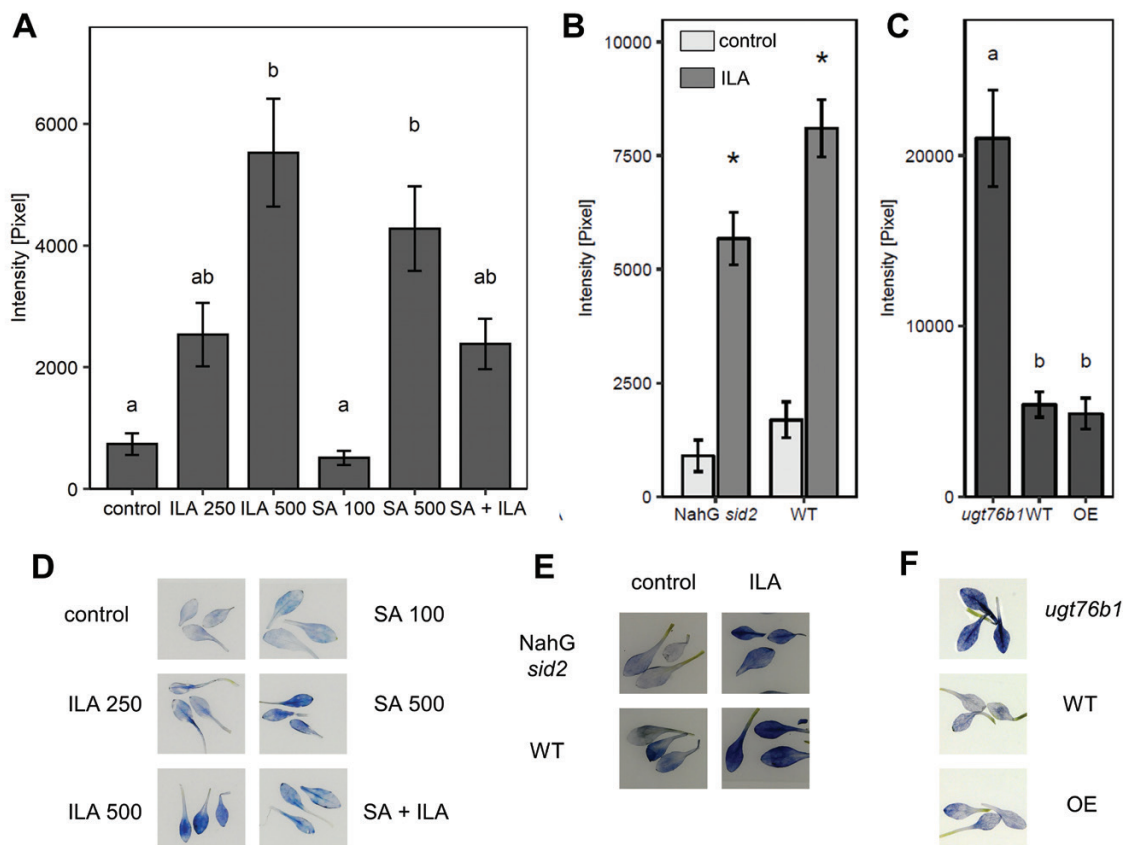 A
Intensity [Pixel]
6000
4000
2000
0
a
ab
b
a
b
ab
control ILA 250 ILA 500 SA 100 SA 500 SA + ILA
B
Intensity [Pixel]
10000
7500
5000
2500
0
control
ILA
*
*
NahG sid2 WT
C
Intensity [Pixel]
20000
10000
0
a
b
b
ugt76b1 WT OE
D
control
SA 100
ILA 250
SA 500
ILA 500
SA + ILA
E
control ILA
NahG
sid2
WT
F
ugt76b1
WT
OE